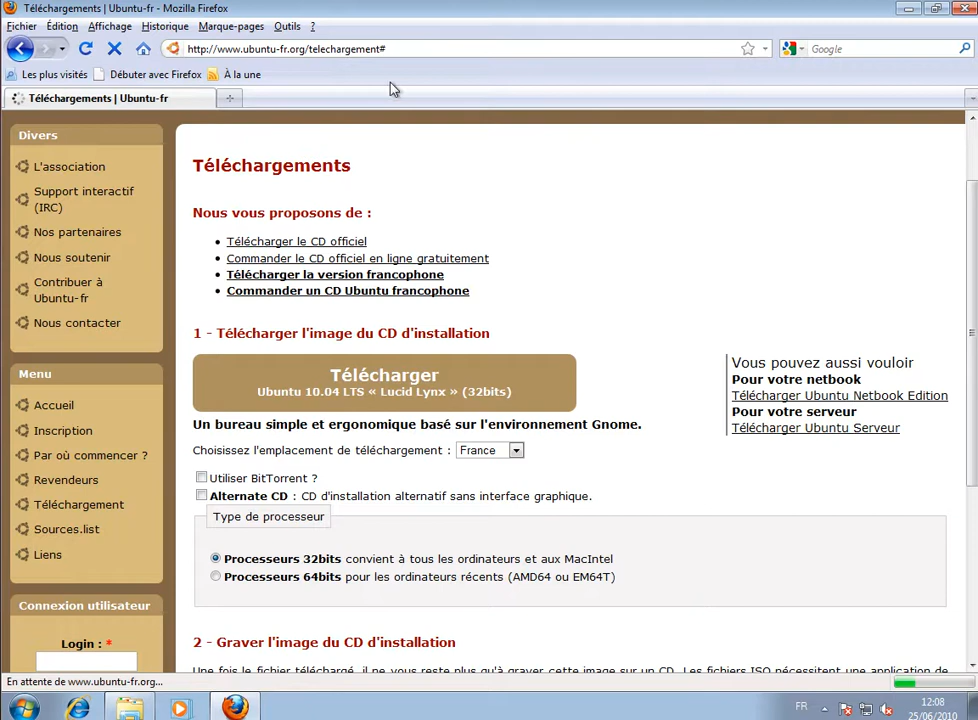 Téléchargements | Ubuntu-fr - Mozilla Firefox
Fichier Édition Affichage Historique Marque-pages Outils ?
http://www.ubuntu-fr.org/telechargement#
Google
Les plus visités Débuter avec Firefox À la une
Téléchargements | Ubuntu-fr
Divers
L'association
Support interactif
(IRC)
Nos partenaires
Nous soutenir
Contribuer à
Ubuntu-fr
Nous contacter
Menu
Accueil
Inscription
Par où commencer ?
Revendeurs
Téléchargement
Sources.list
Liens
Connexion utilisateur
Login : *
Téléchargements
Nous vous proposons de :
Télécharger le CD officiel
Commander le CD officiel en ligne gratuitement
Télécharger la version francophone
Commander un CD Ubuntu francophone
1 - Télécharger l'image du CD d'installation
Télécharger
Ubuntu 10.04 LTS « Lucid Lynx » (32bits)
Vous pouvez aussi vouloir
Pour votre netbook
Télécharger Ubuntu Netbook Edition
Pour votre serveur
Télécharger Ubuntu Serveur
Un bureau simple et ergonomique basé sur l'environnement Gnome.
Choisissez l'emplacement de téléchargement : France
Utiliser BitTorrent ?
Alternate CD : CD d'installation alternatif sans interface graphique.
Type de processeur
Processeurs 32bits convient à tous les ordinateurs et aux MacIntel
Processeurs 64bits pour les ordinateurs récents (AMD64 ou EM64T)
2 - Graver l'image du CD d'installation
Une fois le fichier téléchargé, il ne vous reste plus qu'à graver cette image sur un CD. Les fichiers ISO nécessitent une application de
En attente de www.ubuntu-fr.org...
FR
12:08
25/06/2010